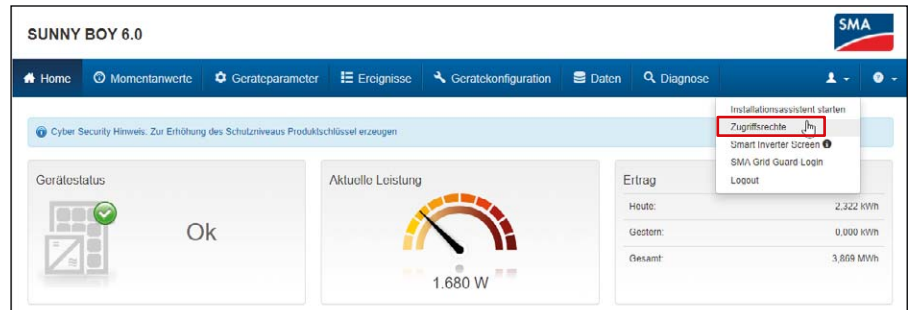 SUNNY BOY 6.0
SMA
Home Momentanwerte Geräteparameter Ereignisse Gerätekonfiguration Daten Diagnose
Installationsassistent starten
Zugriffsrechte
Smart Inverter Screen
SMA Grid Guard Login
Logout
Cyber Security Hinweis: Zur Erhöhung des Schutzniveaus Produktschlüssel erzeugen
Gerätestatus
Ok
Aktuelle Leistung
1.680 W
Ertrag
Heute: 2,322 kWh
Gestern: 0,000 kWh
Gesamt: 3,869 MWh